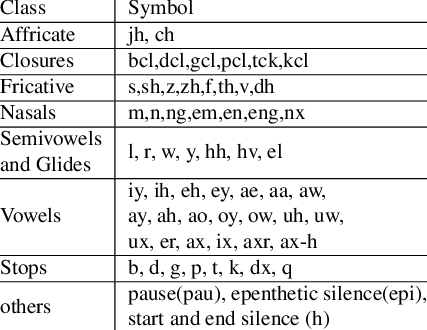 Class Symbol
Affricate jh, ch
Closures bcl,dcl,gcl,pcl,tck,kcl
Fricative s,sh,z,zh,f,th,v,dh
Nasals m,n,ng,em,en,eng,nx
Semivowels
and Glides l, r, w, y, hh, hv, el
iy, ih, eh, ey, ae, aa, aw,
Vowels ay, ah, ao, oy, ow, uh, uw,
ux, er, ax, ix, axr, ax-h
Stops b, d, g, p, t, k, dx, q
others pause(pau), epenthetic silence(epi),
start and end silence (h)